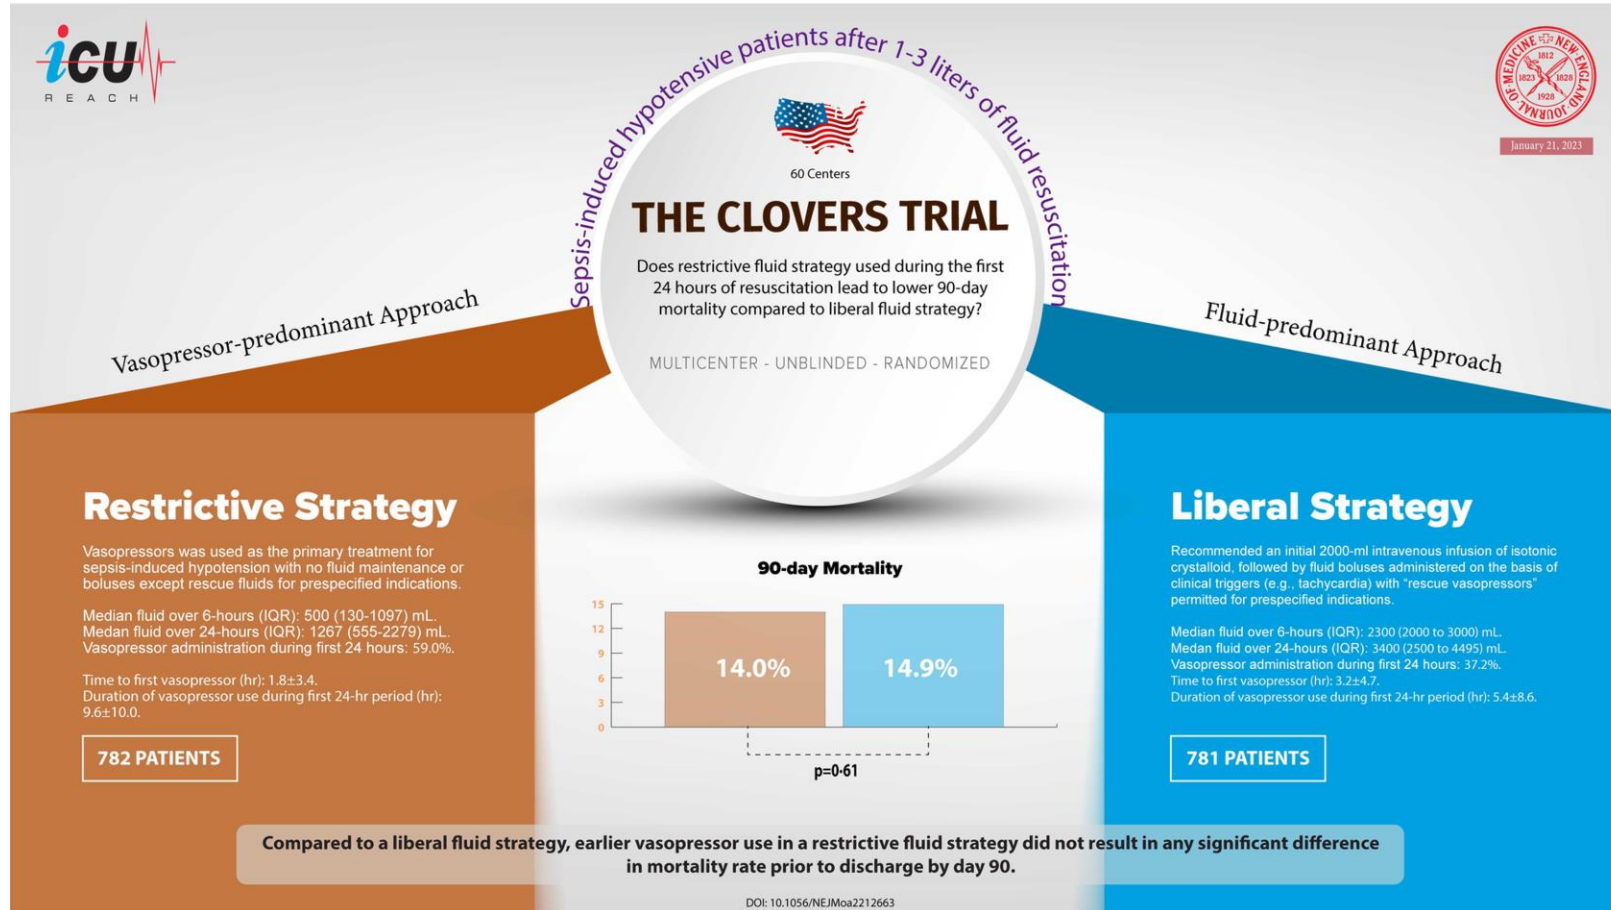 icu
REACH
Sepsis-induced hypotensive patients after 1-3 liters of fluid resuscitation
NEW ENGLAND JOURNAL OF MEDICINE
1812
1823
1828
1928
January 21, 2023
60 Centers
THE CLOVERS TRIAL
Does restrictive fluid strategy used during the first
24 hours of resuscitation lead to lower 90-day
mortality compared to liberal fluid strategy?
MULTICENTER - UNBLINDED - RANDOMIZED
Vasopressor-predominant Approach
Fluid-predominant Approach
Restrictive Strategy
Vasopressors was used as the primary treatment for
sepsis-induced hypotension with no fluid maintenance or
boluses except rescue fluids for prespecified indications.
Median fluid over 6-hours (IQR): 500 (130-1097) mL.
Medan fluid over 24-hours (IQR): 1267 (555-2279) mL.
Vasopressor administration during first 24 hours: 59.0%.
Time to first vasopressor (hr): 1.8±3.4.
Duration of vasopressor use during first 24-hr period (hr):
9.6±10.0.
782 PATIENTS
90-day Mortality
15
12
9
6
3
0
14.0%
14.9%
p=0·61
Liberal Strategy
Recommended an initial 2000-ml intravenous infusion of isotonic
crystalloid, followed by fluid boluses administered on the basis of
clinical triggers (e.g., tachycardia) with "rescue vasopressors"
permitted for prespecified indications.
Median fluid over 6-hours (IQR): 2300 (2000 to 3000) mL.
Medan fluid over 24-hours (IQR): 3400 (2500 to 4495) mL.
Vasopressor administration during first 24 hours: 37.2%.
Time to first vasopressor (hr): 3.2±4.7.
Duration of vasopressor use during first 24-hr period (hr): 5.4±8.6.
781 PATIENTS
Compared to a liberal fluid strategy, earlier vasopressor use in a restrictive fluid strategy did not result in any significant difference
in mortality rate prior to discharge by day 90.
DOI: 10.1056/NEJMoa2212663